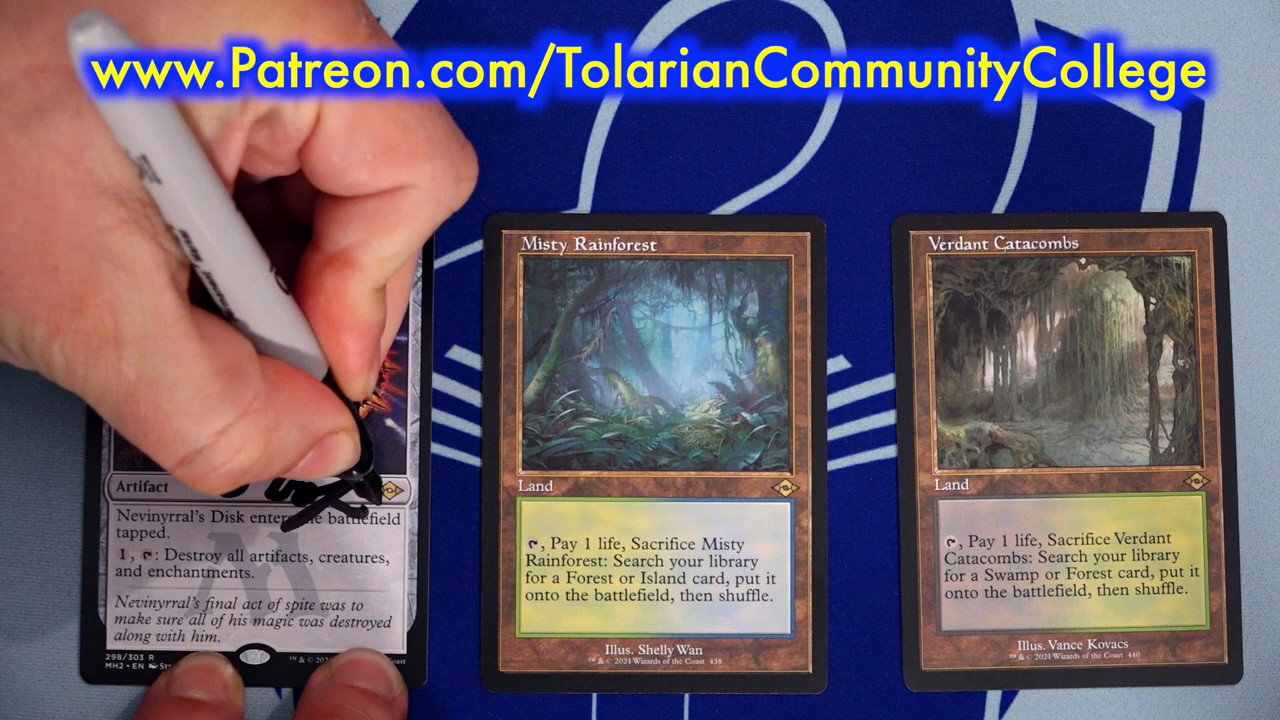 www.Patreon.com/TolarianCommunityCollege
Artifact
Nevinyrral's Disk the battlefield
tapped.
1, : Destroy all artifacts, creatures,
and enchantments.
Nevinyrral's final act of spite was to
make sure all of his magic was destroyed
along with him.
298/303 R
MH2 • EN
™ & © 202
Misty Rainforest
Land
, Pay 1 life, Sacrifice Misty
Rainforest: Search your library
for a Forest or Island card, put it
onto the battlefield, then shuffle.
Illus. Shelly Wan
™ & © 2021 Wizards of the Coast 438
Verdant Catacombs
Land
, Pay 1 life, Sacrifice Verdant
Catacombs: Search your library
for a Swamp or Forest card, put it
onto the battlefield, then shuffle.
Illus. Vance Kovacs
™ & © 2021 Wizards of the Coast 440